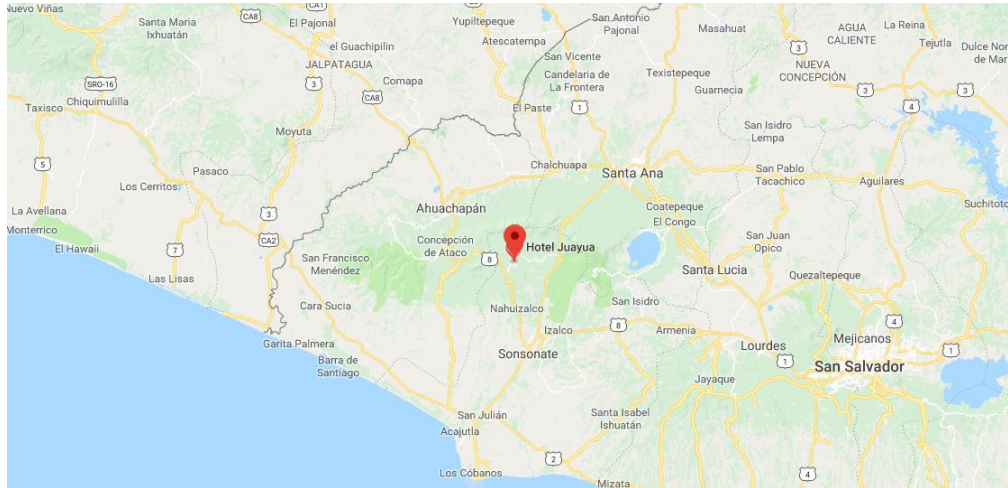 Nuevo Viñas
Santa Maria
Ixhuatán
CA8
El Pajonal
Yupiltepeque
San Antonio
Pajonal
Masahuat
AGUA
CALIENTE
La Reina
Tejutla
el Guachipilin
Atescatempa
3
Dulce Nom
de Mar
SRO-16
JALPATAGUA
San Vicente
Candelaria de
La Frontera
Texistepeque
NUEVA
CONCEPCIÓN
3
3
3
Taxisco
Chiquimulilla
CA8
Comapa
Guarnecia
El Paste
1
4
Moyuta
San Isidro
Lempa
5
Pasaco
Chalchuapa
Santa Ana
San Pablo
Tacachico
Aguilares
Los Cerritos
3
Suchitoto
La Avellana
Ahuachapán
Coatepeque
El Congo
Monterrico
CA2
Concepción
de Ataco
Hotel Juayua
San Juan
Opico
El Hawaii
7
8
San Francisco
Menéndez
Santa Lucia
Quezaltepeque
Las Lisas
Cara Sucia
Nahuizalco
San Isidro
Izalco
8
Armenia
4
Garita Palmera
Lourdes
Mejicanos
1
Sonsonate
Barra de
Santiago
1
San Salvador
Jayaque
San Julián
Santa Isabel
Ishuatán
Acajutla
2
4
Los Cóbanos
Mizata